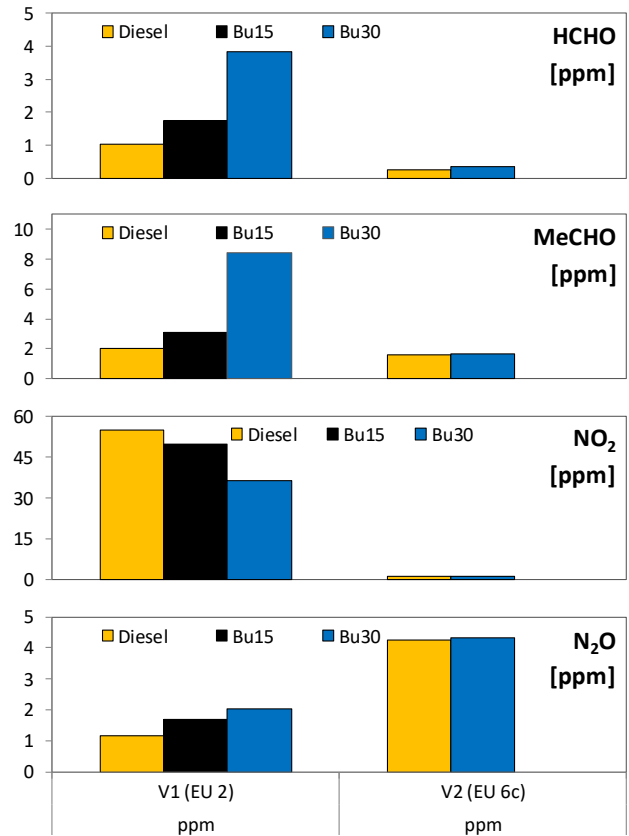 5
4
3
2
1
0
Diesel Bu15 Bu30
HCHO
[ppm]
10
8
6
4
2
0
Diesel Bu15 Bu30
MeCHO
[ppm]
60
45
30
15
0
Diesel Bu15 Bu30
NO₂
[ppm]
5
4
3
2
1
0
Diesel Bu15 Bu30
N₂O
[ppm]
V1 (EU 2) V2 (EU 6c)
ppm ppm